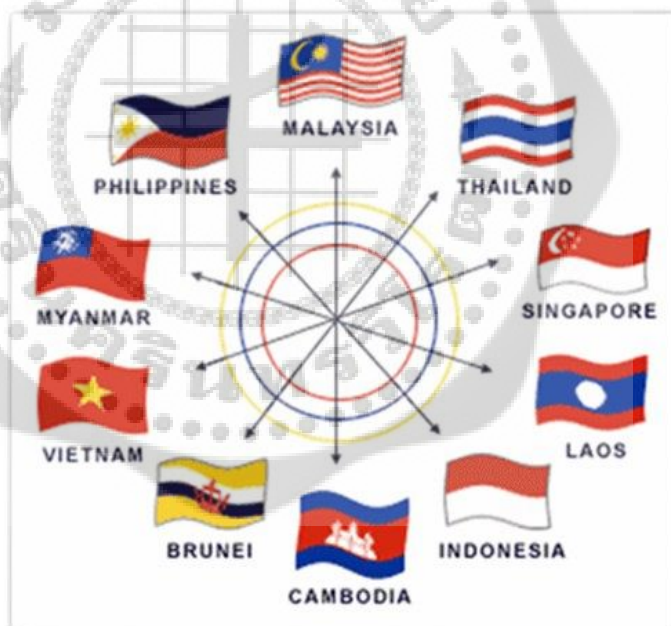 MALAYSIA
PHILIPPINES
THAILAND
MYANMAR
SINGAPORE
VIETNAM
LAOS
BRUNEI
INDONESIA
CAMBODIA